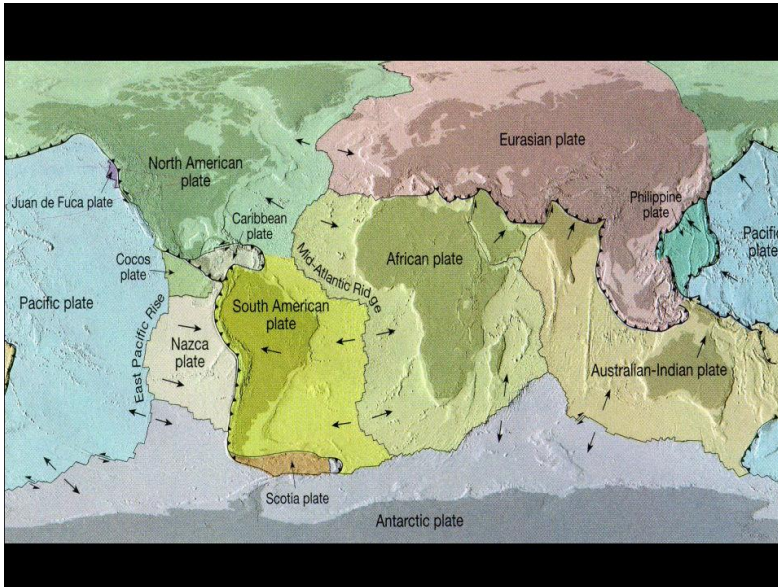 Eurasian plate
North American
plate
Juan de Fuca plate
Caribbean
plate
Philippine
plate
Pacific
plate
Cocos
plate
Mid-Atlantic Ridge
African plate
Pacific plate
East Pacific Rise
South American
plate
Nazca
plate
Australian-Indian plate
Scotia plate
Antarctic plate